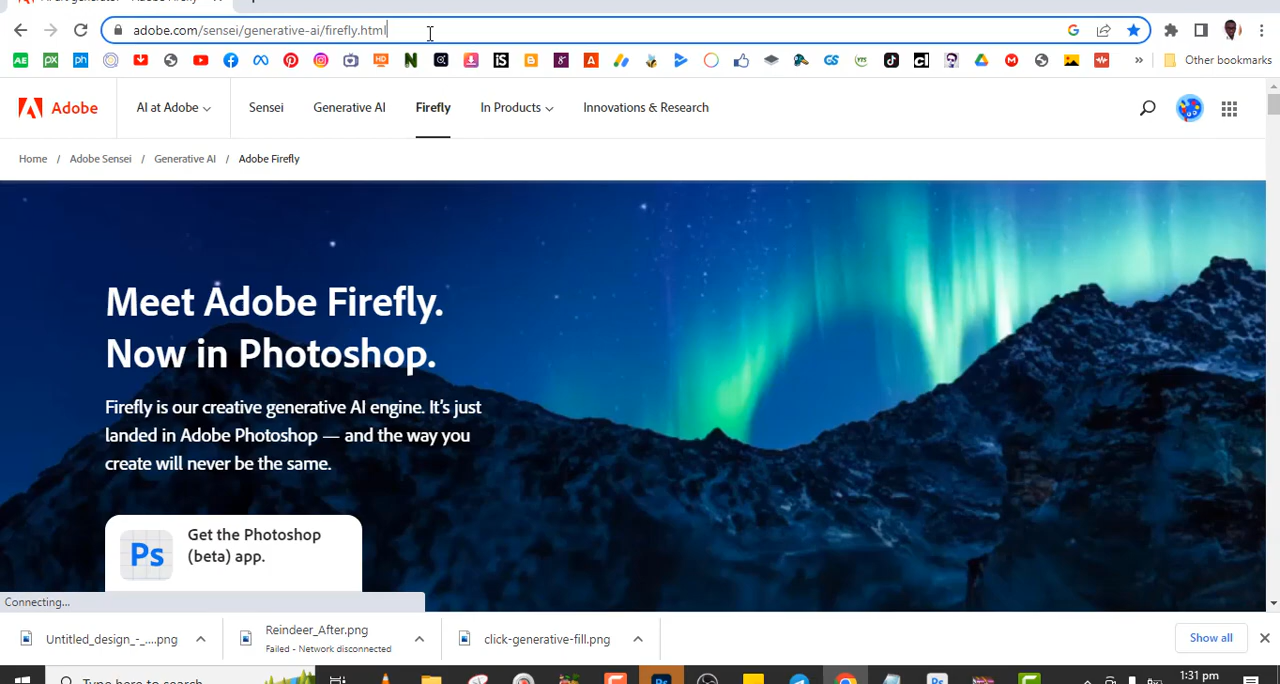 adobe.com/sensei/generative-ai/firefly.html
Other bookmarks
Adobe
AI at Adobe
Sensei
Generative AI
Firefly
In Products
Innovations & Research
Home / Adobe Sensei / Generative AI / Adobe Firefly
Meet Adobe Firefly.
Now in Photoshop.
Firefly is our creative generative AI engine. It's just
landed in Adobe Photoshop — and the way you
create will never be the same.
Ps
Get the Photoshop
(beta) app.
Connecting...
Untitled_design_-_....png
Reindeer_After.png
Failed - Network disconnected
click-generative-fill.png
Show all
Type here to search
1:31 pm